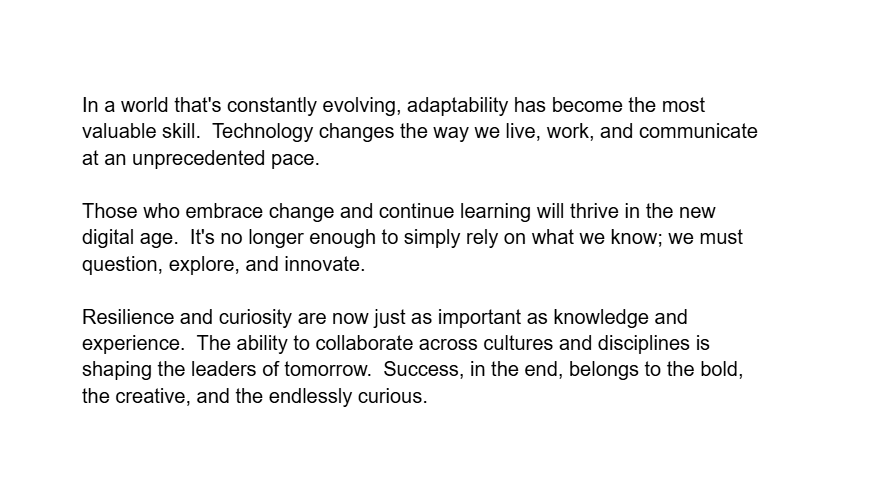 In a world that's constantly evolving, adaptability has become the most
valuable skill.  Technology changes the way we live, work, and communicate
at an unprecedented pace.
Those who embrace change and continue learning will thrive in the new
digital age.  It's no longer enough to simply rely on what we know; we must
question, explore, and innovate.
Resilience and curiosity are now just as important as knowledge and
experience.  The ability to collaborate across cultures and disciplines is
shaping the leaders of tomorrow.  Success, in the end, belongs to the bold,
the creative, and the endlessly curious.